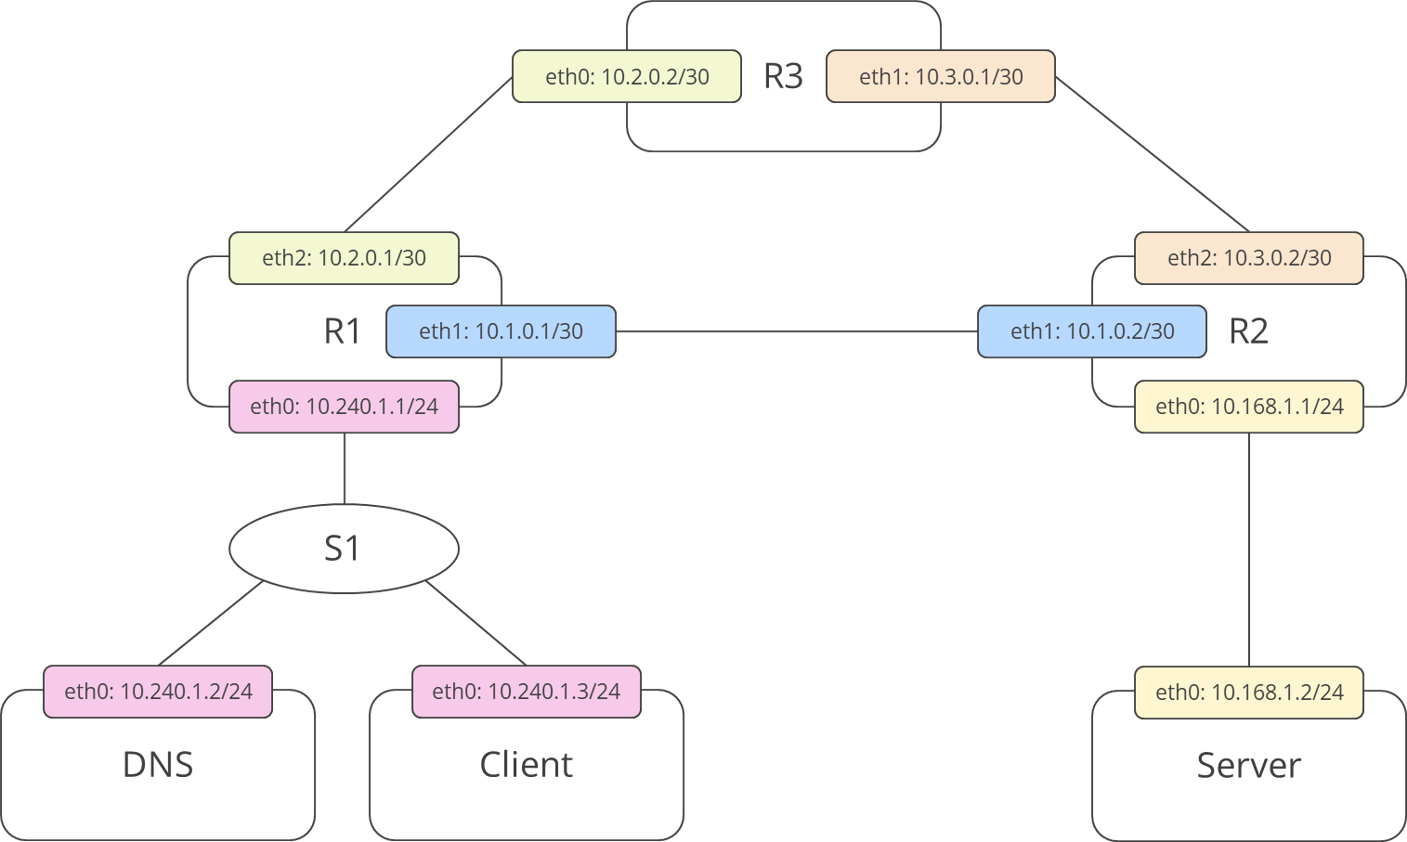 eth0: 10.2.0.2/30
R3
eth1: 10.3.0.1/30
eth2: 10.2.0.1/30
eth2: 10.3.0.2/30
R1
eth1: 10.1.0.1/30
eth1: 10.1.0.2/30
R2
eth0: 10.240.1.1/24
eth0: 10.168.1.1/24
S1
eth0: 10.240.1.2/24
eth0: 10.240.1.3/24
eth0: 10.168.1.2/24
DNS
Client
Server